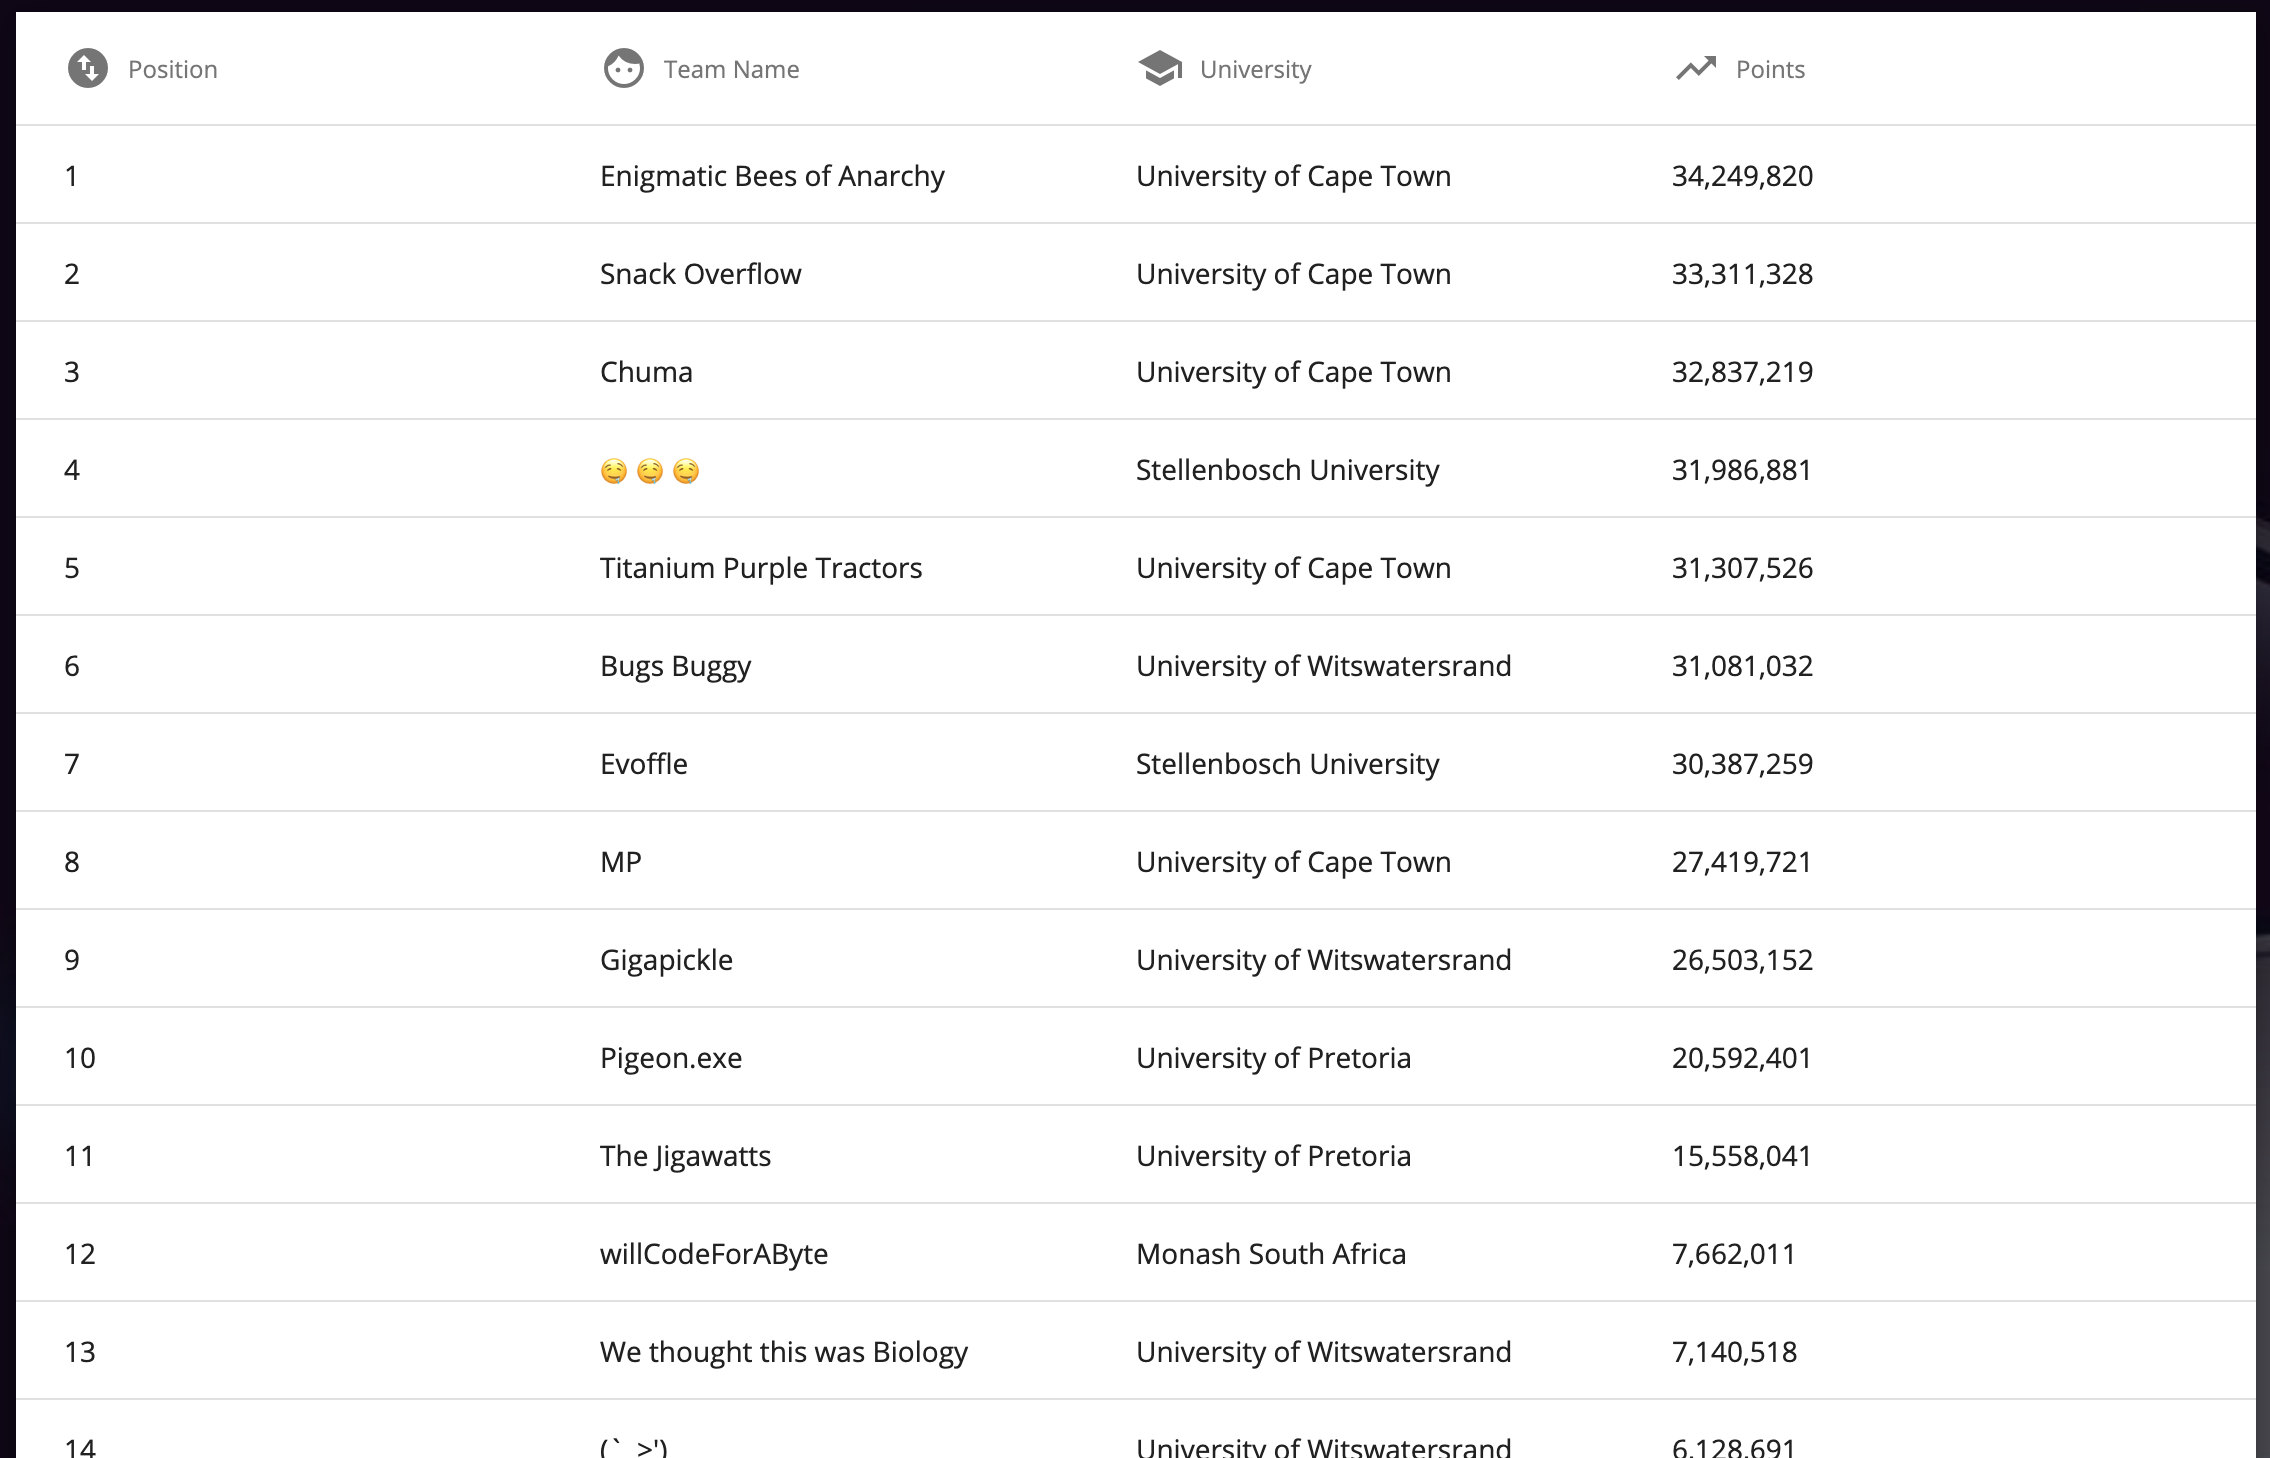 Position Team Name University Points
1 Enigmatic Bees of Anarchy University of Cape Town 34,249,820
2 Snack Overflow University of Cape Town 33,311,328
3 Chuma University of Cape Town 32,837,219
4 🤤 🤤 🤤 Stellenbosch University 31,986,881
5 Titanium Purple Tractors University of Cape Town 31,307,526
6 Bugs Buggy University of Witswatersrand 31,081,032
7 Evoffle Stellenbosch University 30,387,259
8 MP University of Cape Town 27,419,721
9 Gigapickle University of Witswatersrand 26,503,152
10 Pigeon.exe University of Pretoria 20,592,401
11 The Jigawatts University of Pretoria 15,558,041
12 willCodeForAByte Monash South Africa 7,662,011
13 We thought this was Biology University of Witswatersrand 7,140,518
14 (` >') University of Witswatersrand 6,128,691